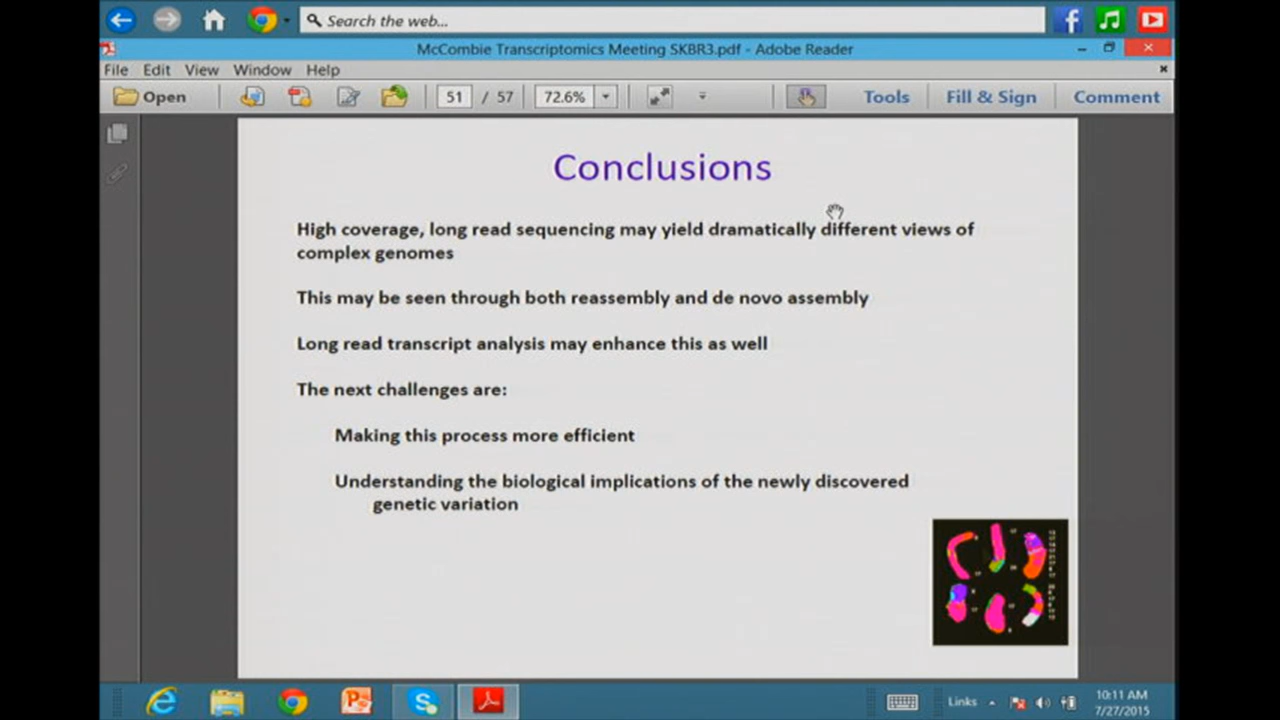 Search the web...
McCombie Transcriptomics Meeting SKBR3.pdf - Adobe Reader
File Edit View Window Help
Open 51 / 57 72.6% Tools Fill & Sign Comment
Conclusions
High coverage, long read sequencing may yield dramatically different views of
complex genomes
This may be seen through both reassembly and de novo assembly
Long read transcript analysis may enhance this as well
The next challenges are:
Making this process more efficient
Understanding the biological implications of the newly discovered
genetic variation
Links
10:11 AM
7/27/2015